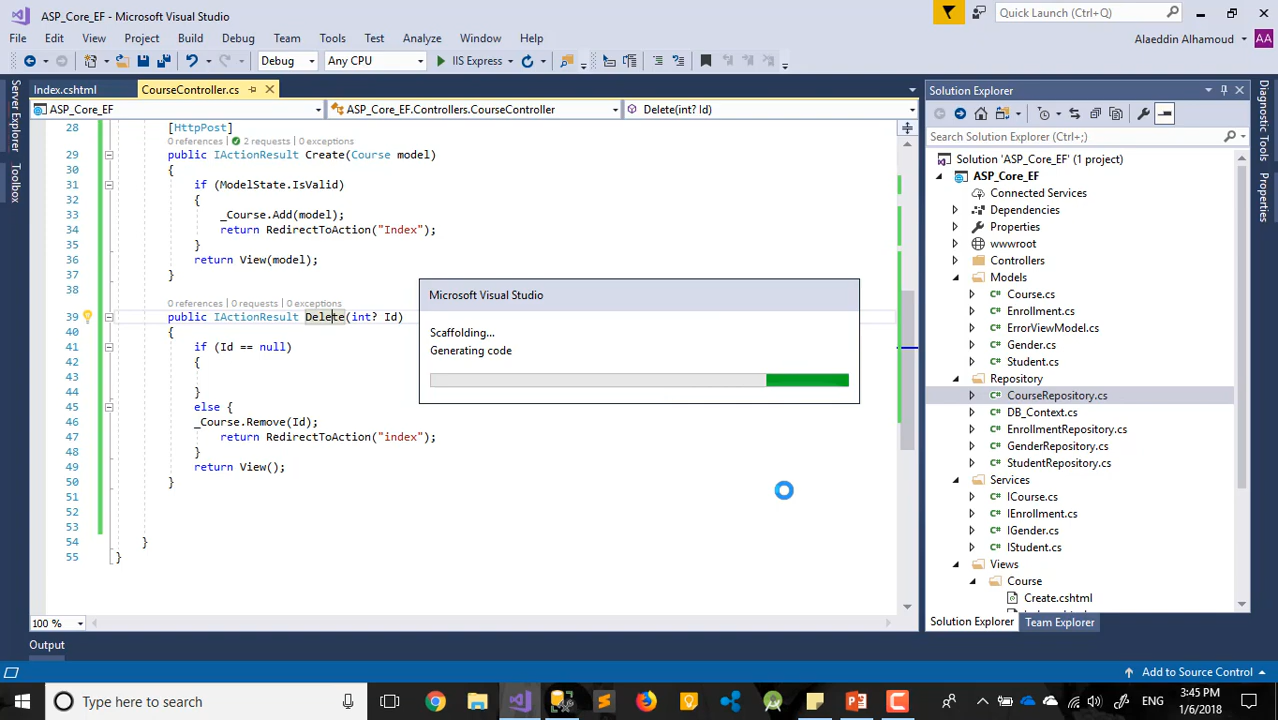 ASP_Core_EF - Microsoft Visual Studio
Quick Launch (Ctrl+Q)
File Edit View Project Build Debug Team Tools Test Analyze Window Help
Alaeddin Alhamoud
AA
Debug Any CPU IIS Express
Server Explorer
Toolbox
Index.cshtml CourseController.cs
ASP_Core_EF ASP_Core_EF.Controllers.CourseController Delete(int? Id)
28 [HttpPost]
0 references | 2 requests | 0 exceptions
29 public IActionResult Create(Course model)
30 {
31 if (ModelState.IsValid)
32 {
33 _Course.Add(model);
34 return RedirectToAction("Index");
35 }
36 return View(model);
37 }
38
0 references | 0 requests | 0 exceptions
39 public IActionResult Delete(int? Id)
40 {
41 if (Id == null)
42 {
43
44 }
45 else {
46 _Course.Remove(Id);
47 return RedirectToAction("index");
48 }
49 return View();
50 }
51
52
53
54 }
55 }
100 %
Microsoft Visual Studio
Scaffolding...
Generating code
Solution Explorer
Search Solution Explorer (Ctrl+;)
Solution 'ASP_Core_EF' (1 project)
ASP_Core_EF
Connected Services
Dependencies
Properties
wwwroot
Controllers
Models
C# Course.cs
C# Enrollment.cs
C# ErrorViewModel.cs
C# Gender.cs
C# Student.cs
Repository
C# CourseRepository.cs
C# DB_Context.cs
C# EnrollmentRepository.cs
C# GenderRepository.cs
C# StudentRepository.cs
Services
C# ICourse.cs
C# IEnrollment.cs
C# IGender.cs
C# IStudent.cs
Views
Course
Create.cshtml
Solution Explorer Team Explorer
Diagnostic Tools
Properties
Output
Add to Source Control
Type here to search
ENG
3:45 PM
1/6/2018